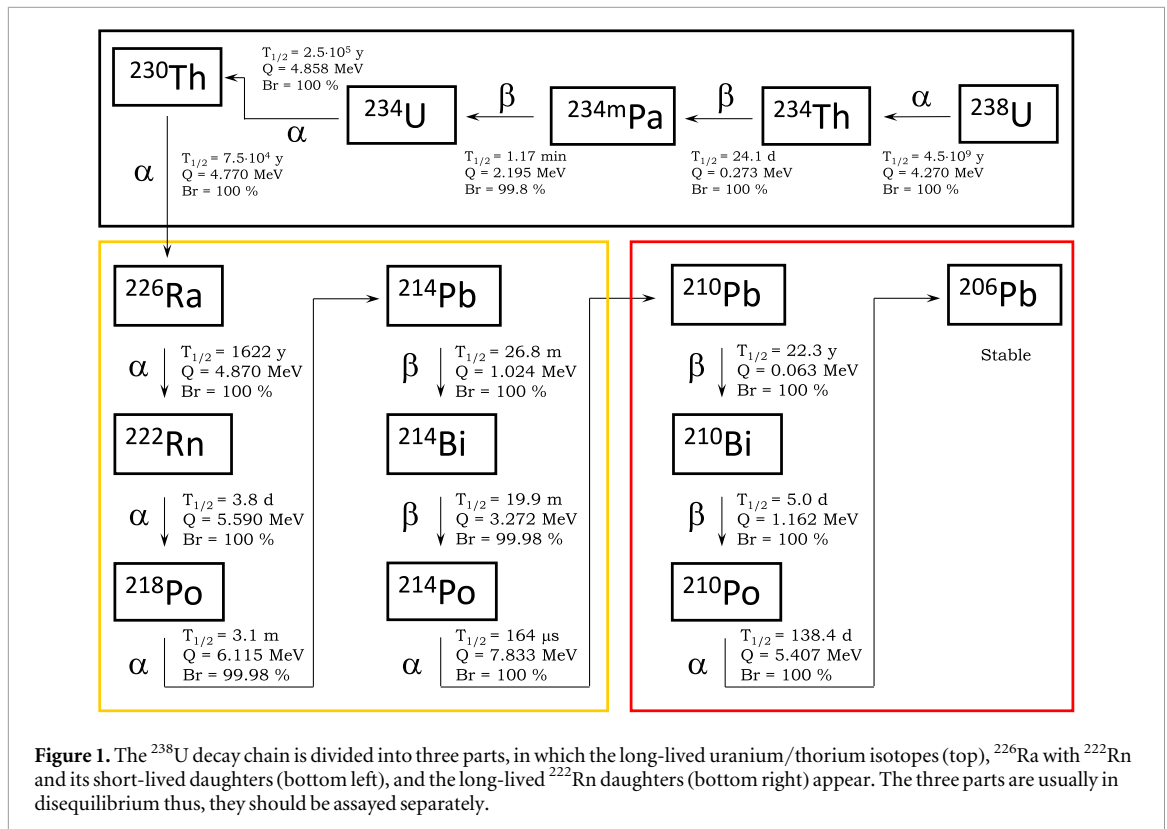 ²³⁰Th
T₁/₂ = 2.5·10⁵ y
Q = 4.858 MeV
Br = 100 %
α
²³⁴U
β
²³⁴ᵐPa
β
²³⁴Th
α
²³⁸U
α
T₁/₂ = 7.5·10⁴ y
Q = 4.770 MeV
Br = 100 %
T₁/₂ = 1.17 min
Q = 2.195 MeV
Br = 99.8 %
T₁/₂ = 24.1 d
Q = 0.273 MeV
Br = 100 %
T₁/₂ = 4.5·10⁹ y
Q = 4.270 MeV
Br = 100 %
²²⁶Ra
α
T₁/₂ = 1622 y
Q = 4.870 MeV
Br = 100 %
²²²Rn
α
T₁/₂ = 3.8 d
Q = 5.590 MeV
Br = 100 %
²¹⁸Po
α
T₁/₂ = 3.1 m
Q = 6.115 MeV
Br = 99.98 %
²¹⁴Pb
β
T₁/₂ = 26.8 m
Q = 1.024 MeV
Br = 100 %
²¹⁴Bi
β
T₁/₂ = 19.9 m
Q = 3.272 MeV
Br = 99.98 %
²¹⁴Po
α
T₁/₂ = 164 µs
Q = 7.833 MeV
Br = 100 %
²¹⁰Pb
β
T₁/₂ = 22.3 y
Q = 0.063 MeV
Br = 100 %
²¹⁰Bi
β
T₁/₂ = 5.0 d
Q = 1.162 MeV
Br = 100 %
²¹⁰Po
α
T₁/₂ = 138.4 d
Q = 5.407 MeV
Br = 100 %
²⁰⁶Pb
Stable
Figure 1. The ²³⁸U decay chain is divided into three parts, in which the long-lived uranium/thorium isotopes (top), ²²⁶Ra with ²²²Rn
and its short-lived daughters (bottom left), and the long-lived ²²²Rn daughters (bottom right) appear. The three parts are usually in
disequilibrium thus, they should be assayed separately.